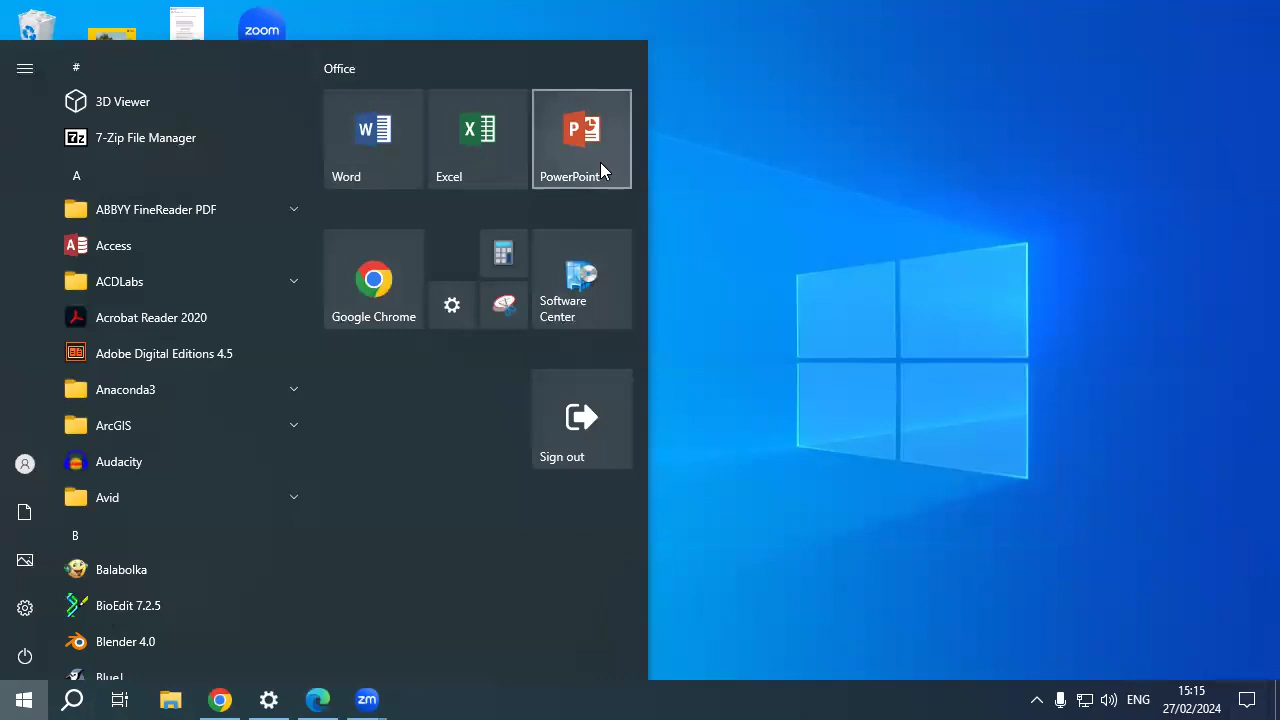 zoom
#
3D Viewer
7-Zip File Manager
A
ABBYY FineReader PDF
Access
ACDLabs
Acrobat Reader 2020
Adobe Digital Editions 4.5
Anaconda3
ArcGIS
Audacity
Avid
B
Balabolka
BioEdit 7.2.5
Blender 4.0
BlueJ
Office
Word
Excel
PowerPoint
Google Chrome
Software
Center
Sign out
zm
ENG
15:15
27/02/2024